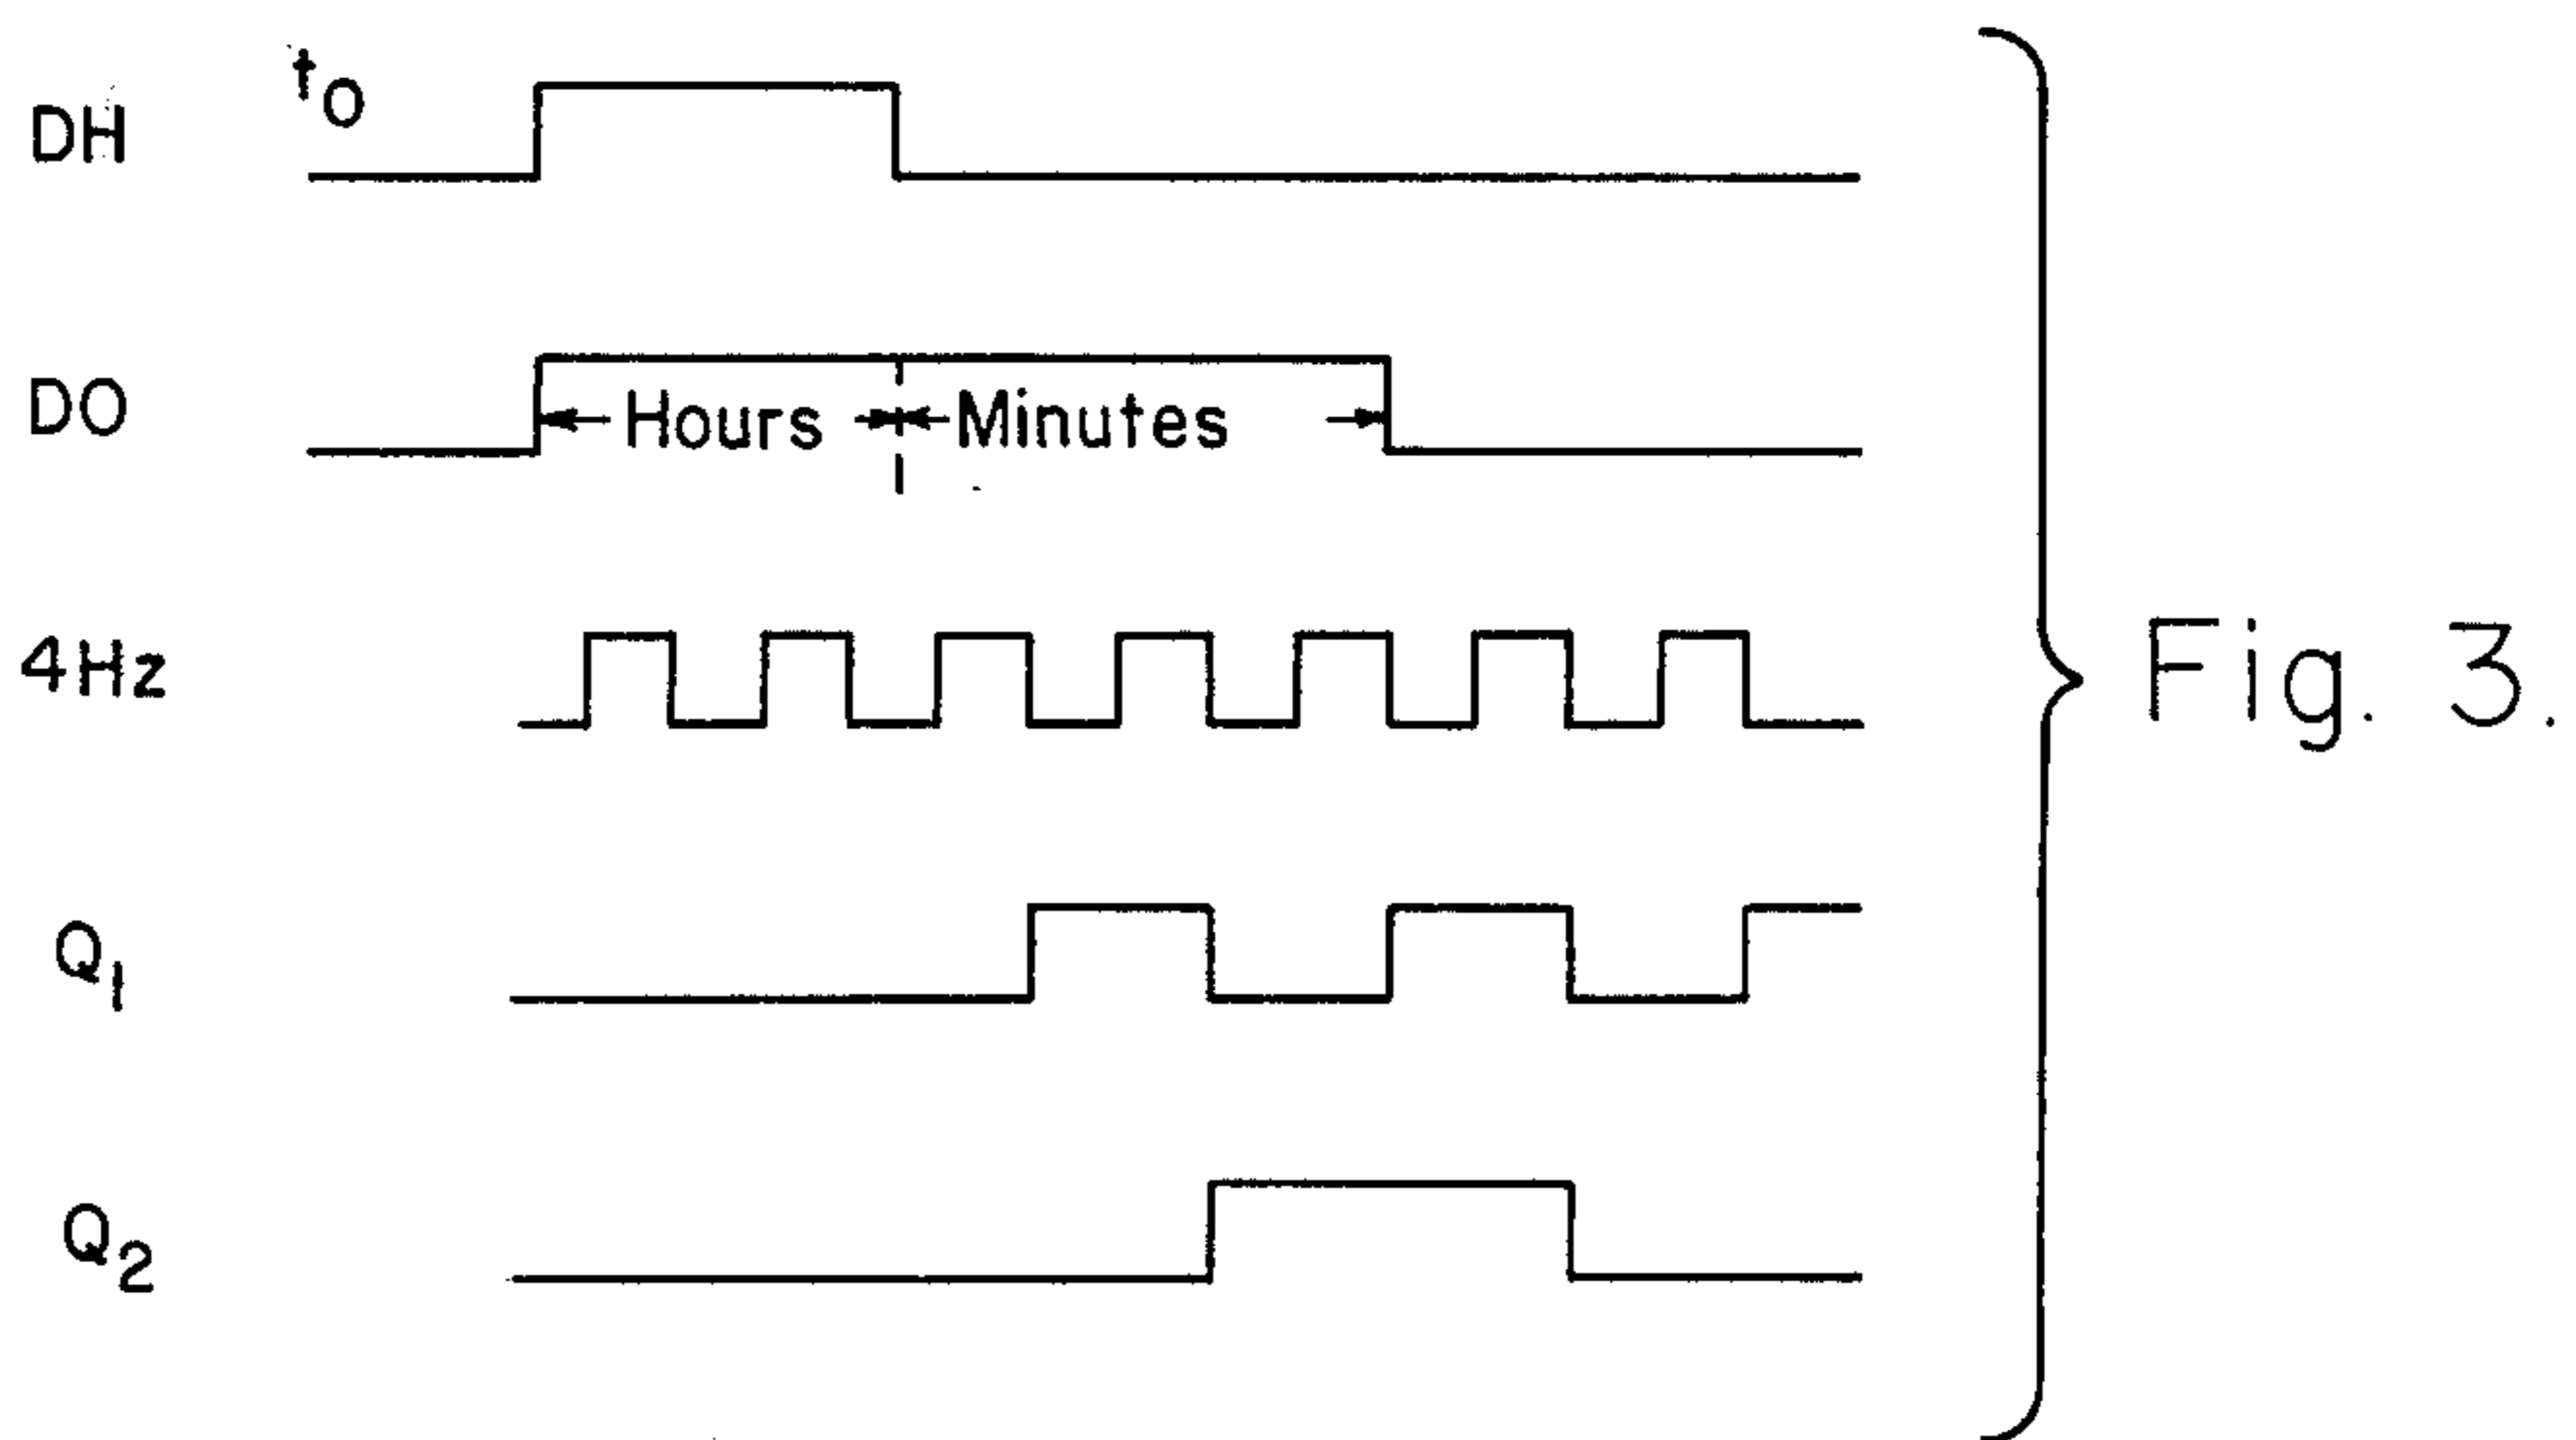 t0
DH
DO
Hours Minutes
4Hz
Fig. 3.
Q1
Q2